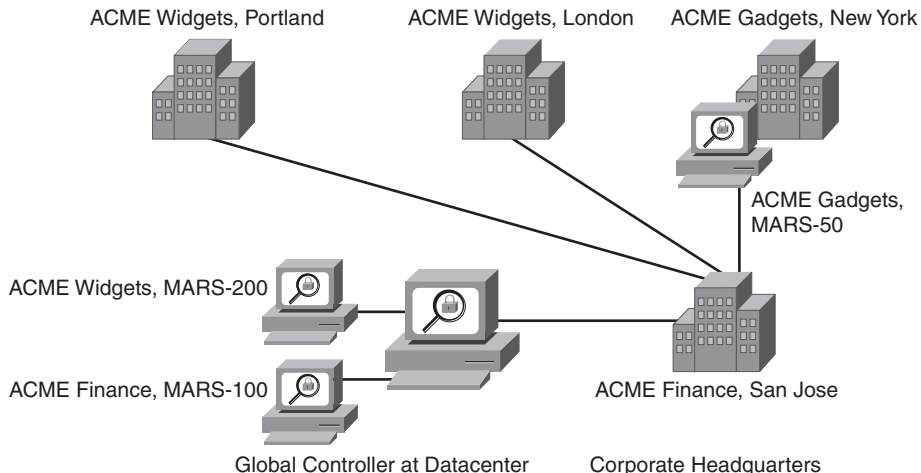 ACME Widgets, Portland
ACME Widgets, London
ACME Gadgets, New York
ACME Gadgets,
MARS-50
ACME Widgets, MARS-200
ACME Finance, MARS-100
ACME Finance, San Jose
Global Controller at Datacenter
Corporate Headquarters